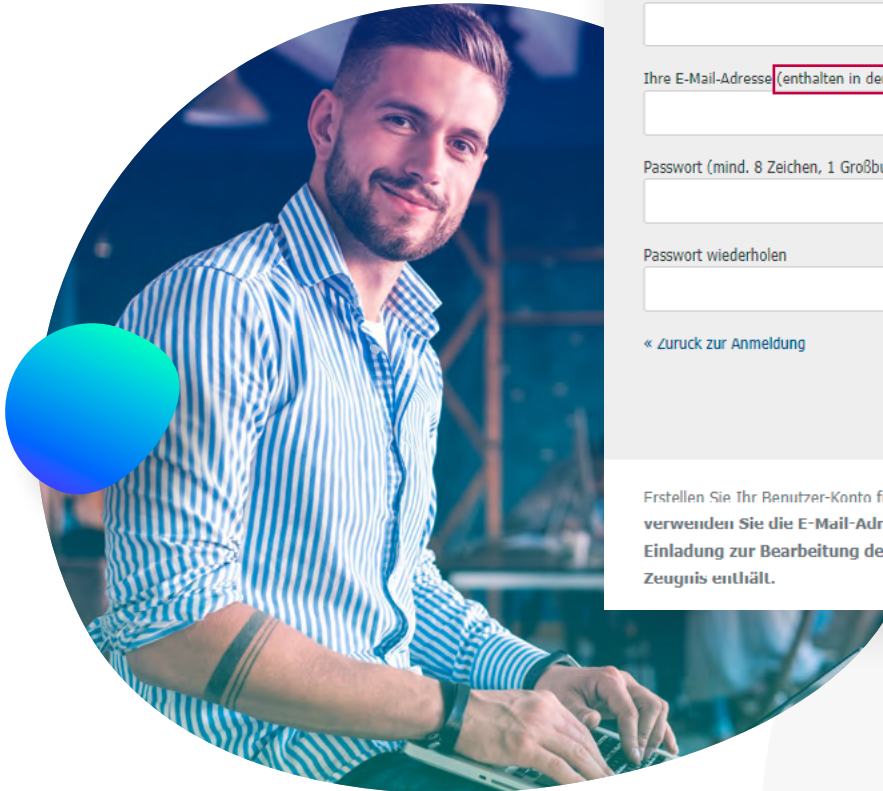 Ihre E-Mail-Adresse (enthalten in der
Passwort (mind. 8 Zeichen, 1 Großbu
Passwort wiederholen
« Zurück zur Anmeldung
Erstellen Sie Ihr Benutzer-Konto f
verwenden Sie die E-Mail-Adr
Einladung zur Bearbeitung de
Zeugnis enthält.